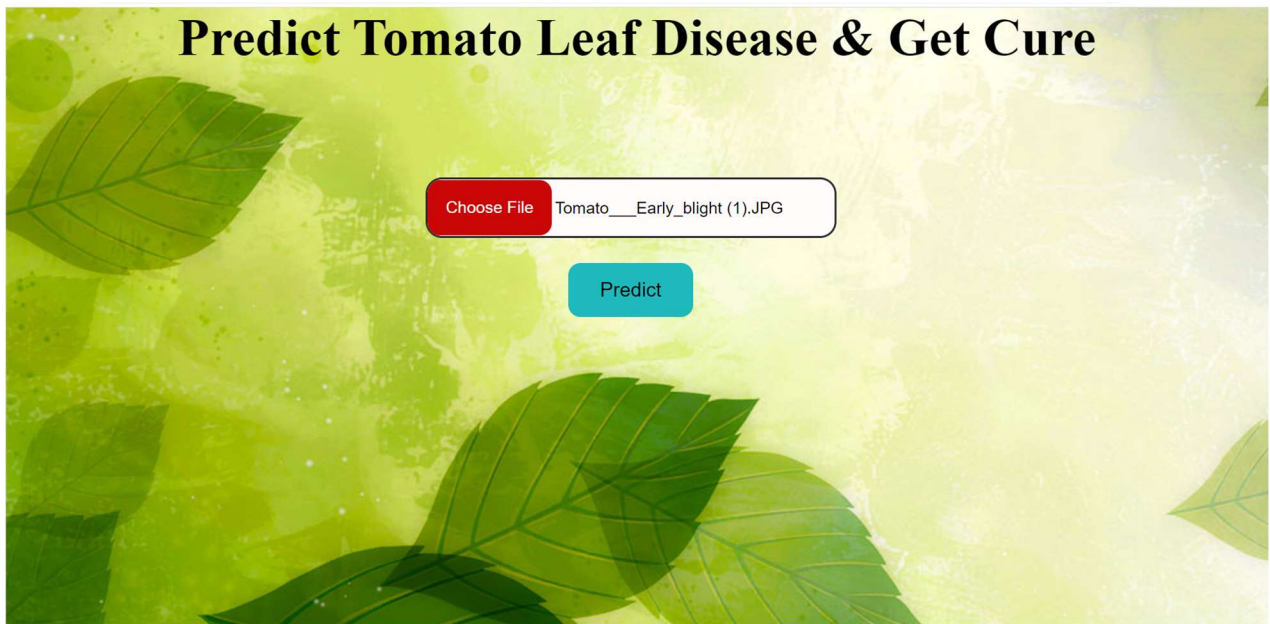 Predict Tomato Leaf Disease & Get Cure
Choose File Tomato___Early_blight (1).JPG
Predict